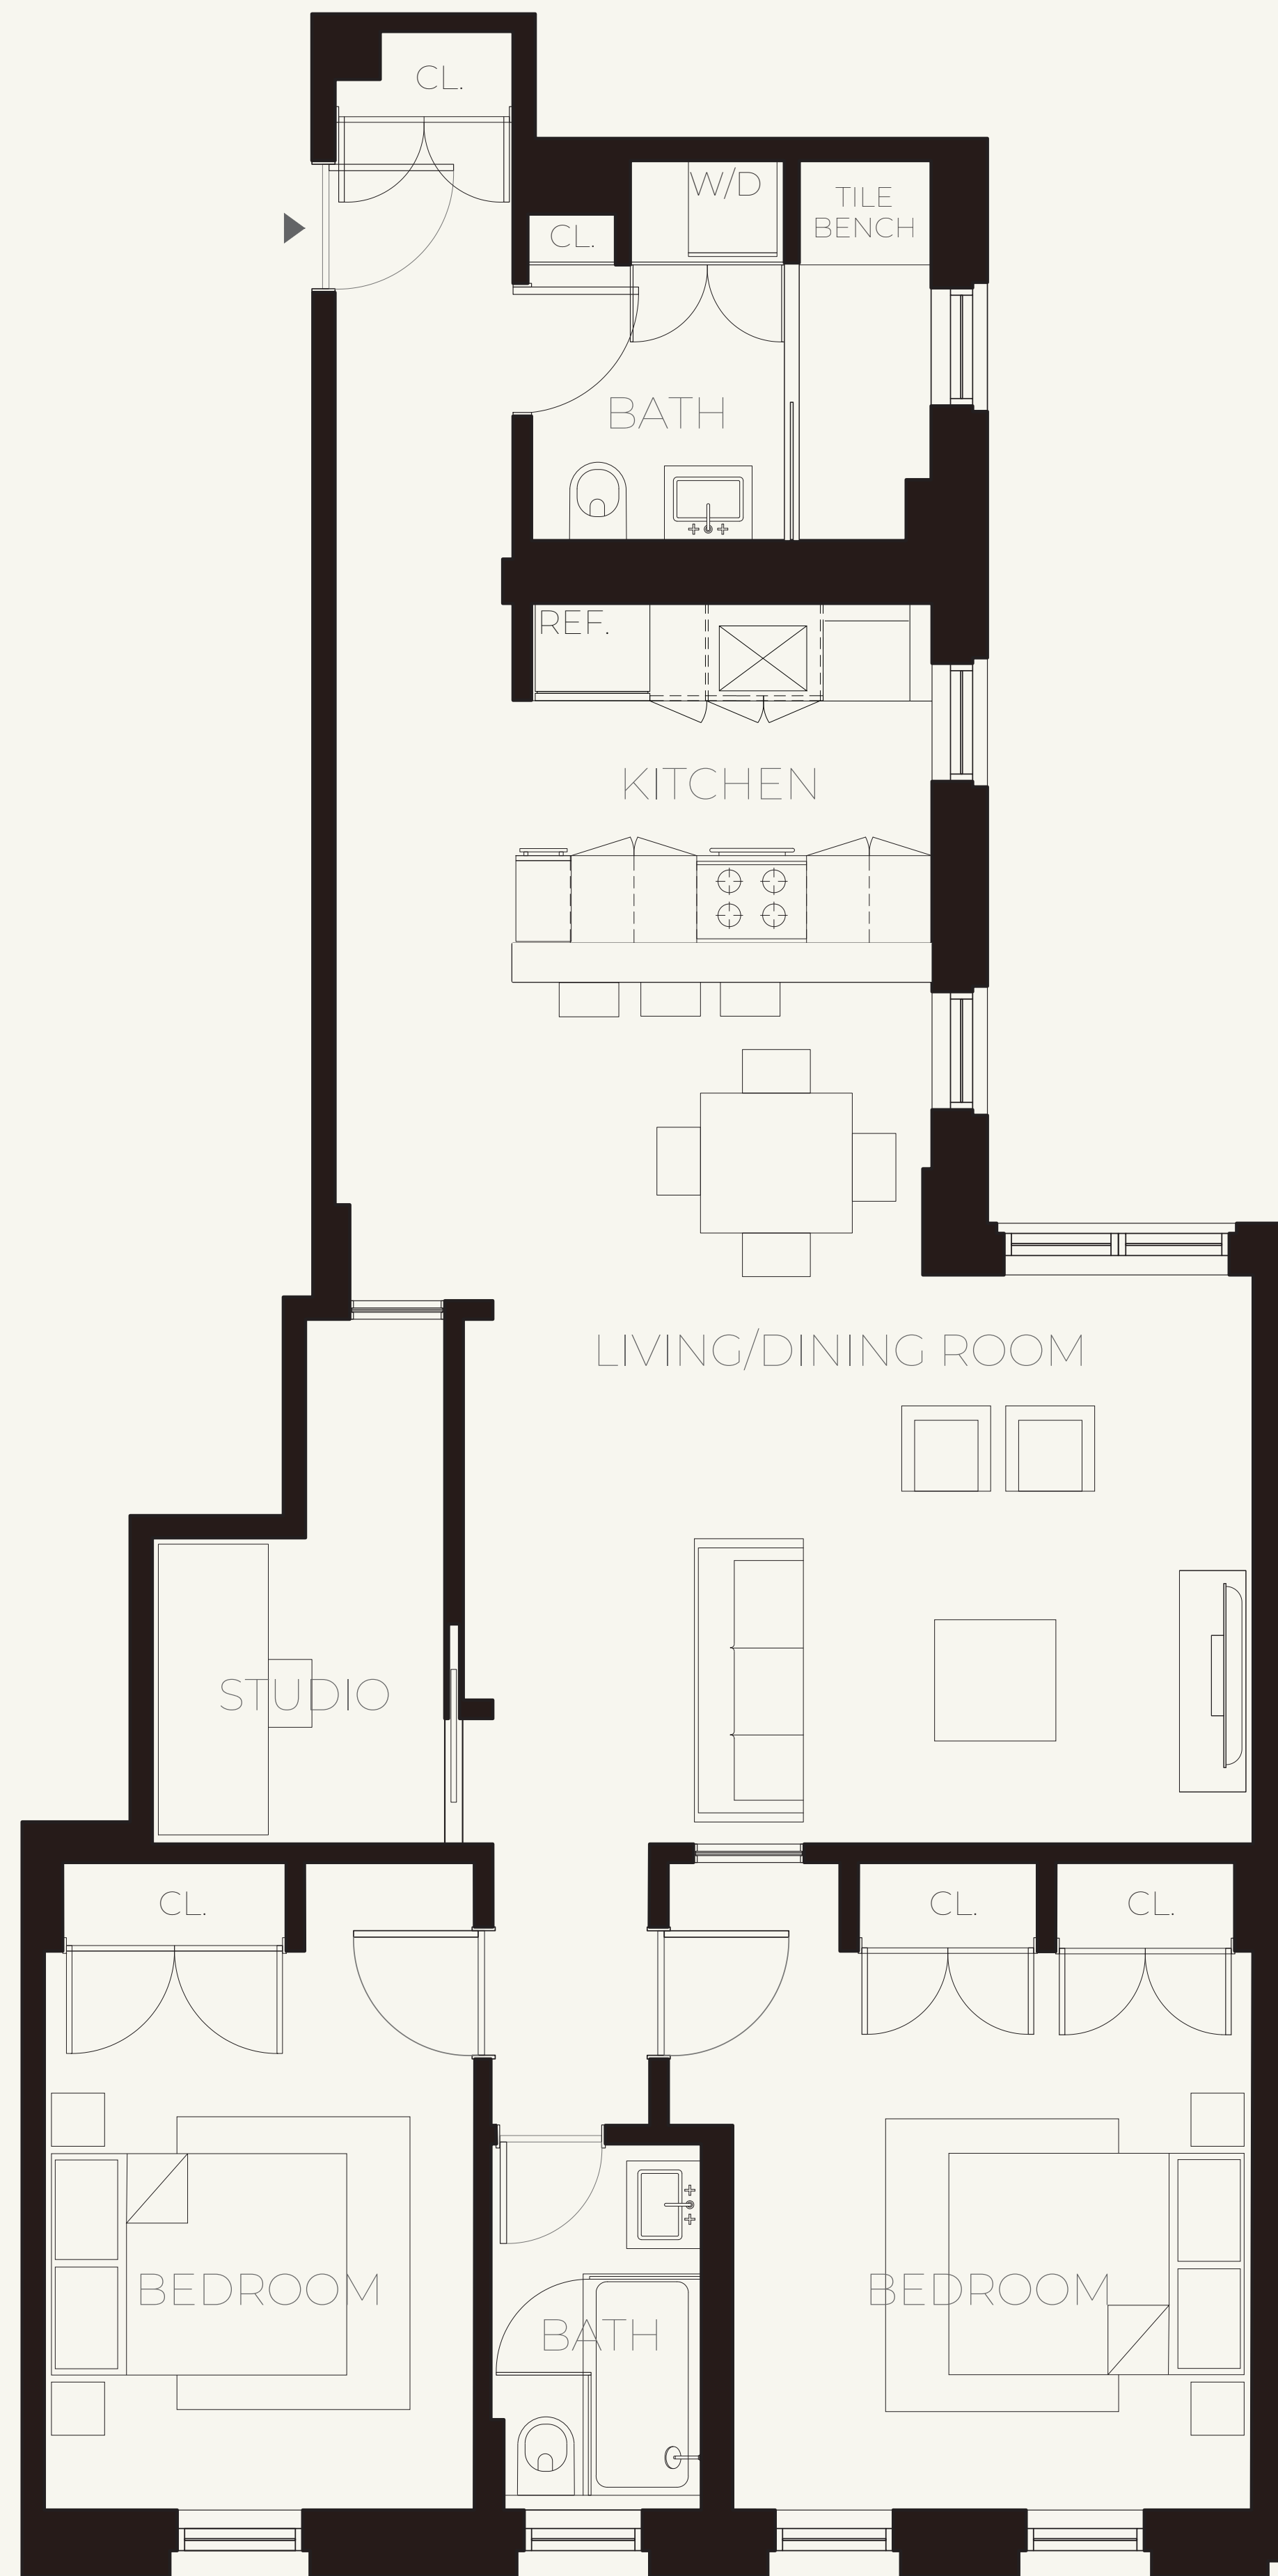 CL.
W/D
TILE
BENCH
CL.
BATH
REF.
KITCHEN
LIVING/DINING ROOM
STUDIO
CL.
CL.
CL.
BEDROOM
BEDROOM
BATH